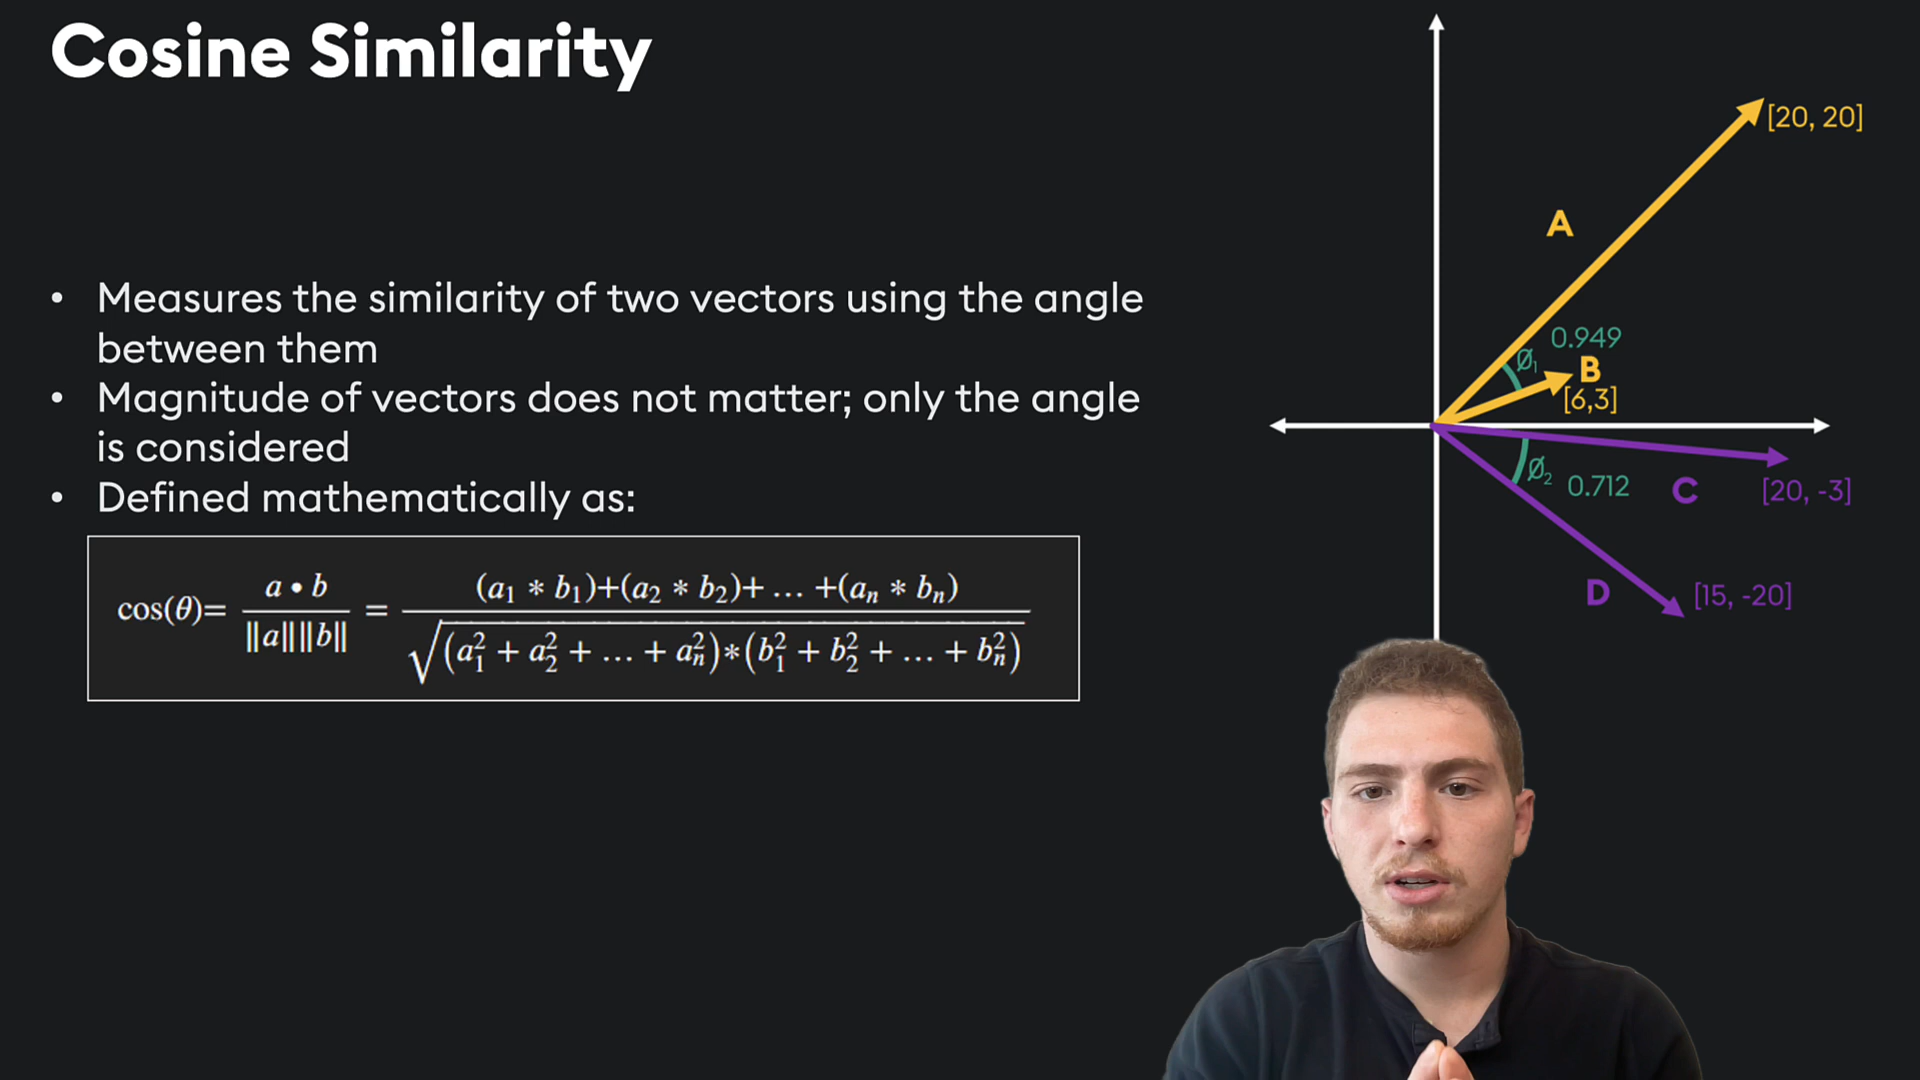 Cosine Similarity
• Measures the similarity of two vectors using the angle
between them
• Magnitude of vectors does not matter; only the angle
is considered
• Defined mathematically as:
cos(θ)= a • b / ‖a‖‖b‖ = (a₁ * b₁)+(a₂ * b₂)+ … +(aₙ * bₙ) / √(a₁² + a₂² + … + aₙ²)*(b₁² + b₂² + … + bₙ²)
[20, 20]
A
0.949
Ø₁
B
[6,3]
Ø₂
0.712
C
[20, -3]
D
[15, -20]